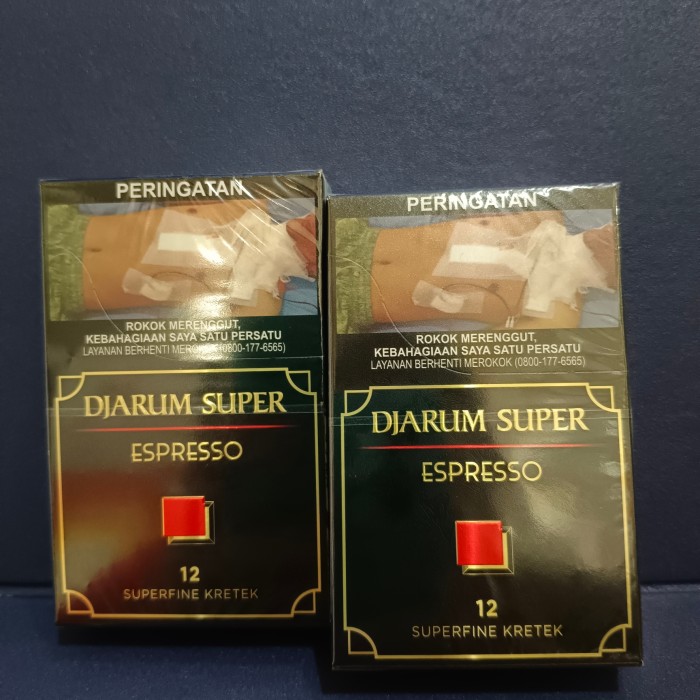 PERINGATAN
ROKOK MERENGGUT,
KEBAHAGIAAN SAYA SATU PERSATU
LAYANAN BERHENTI MEROKOK (0800-177-6565)
DJARUM SUPER
ESPRESSO
12
SUPERFINE KRETEK
PERINGATAN
ROKOK MERENGGUT,
KEBAHAGIAAN SAYA SATU PERSATU
LAYANAN BERHENTI MEROKOK (0800-177-6565)
DJARUM SUPER
ESPRESSO
12
SUPERFINE KRETEK